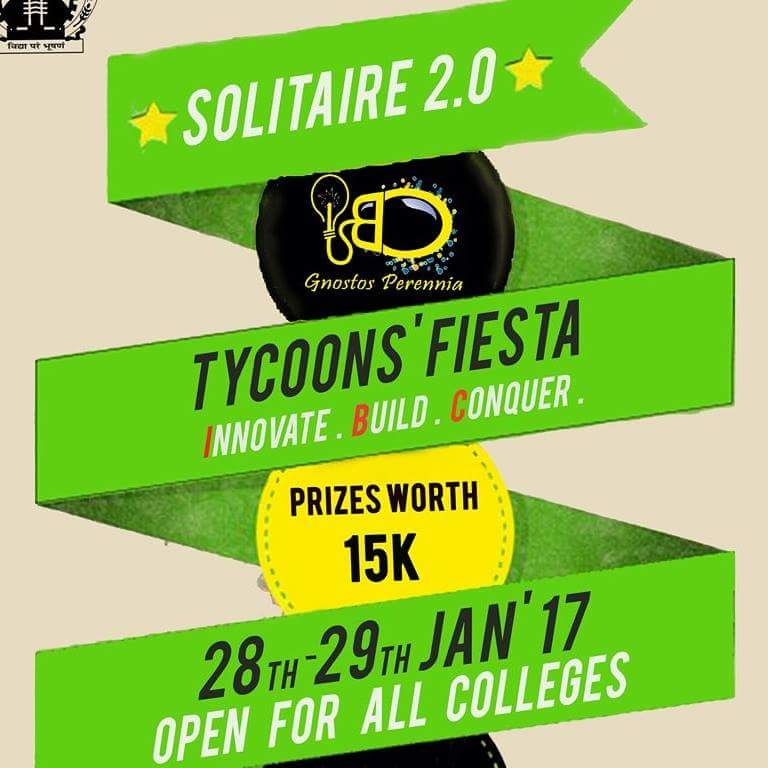 विद्या परं भूषणं
SOLITAIRE 2.0
Gnostos Perennia
TYCOONS' FIESTA
INNOVATE . BUILD . CONQUER .
PRIZES WORTH
15K
28TH - 29TH JAN' 17
OPEN FOR ALL COLLEGES